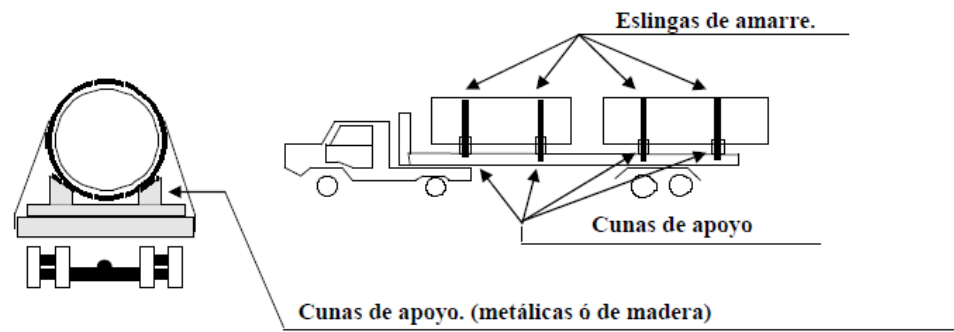 Eslingas de amarre.
Cunas de apoyo
Cunas de apoyo. (metálicas ó de madera)